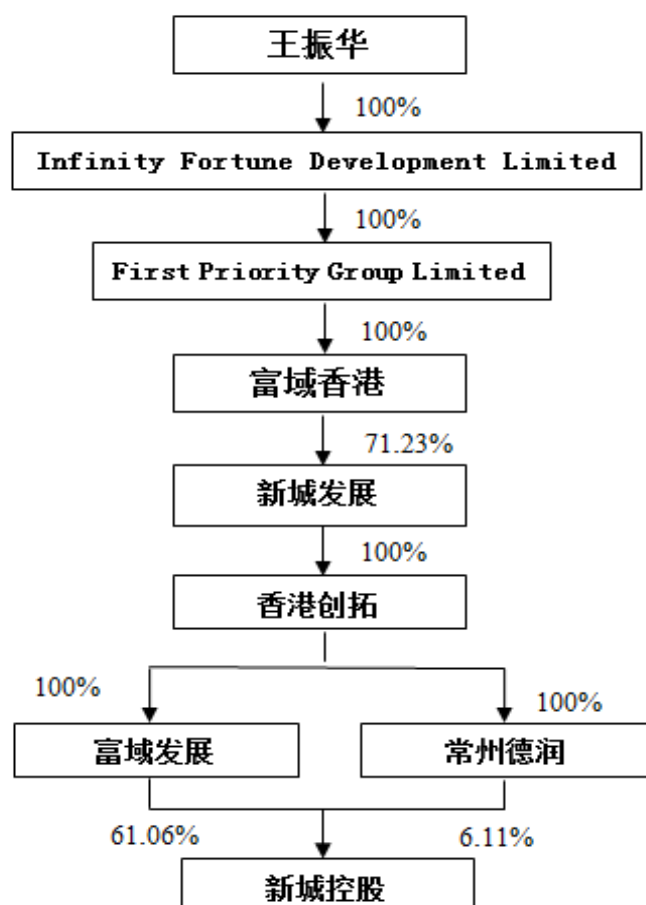 王振华
100%
Infinity Fortune Development Limited
100%
First Priority Group Limited
100%
富域香港
71.23%
新城发展
100%
香港创拓
100%
100%
富域发展
常州德润
61.06%
6.11%
新城控股